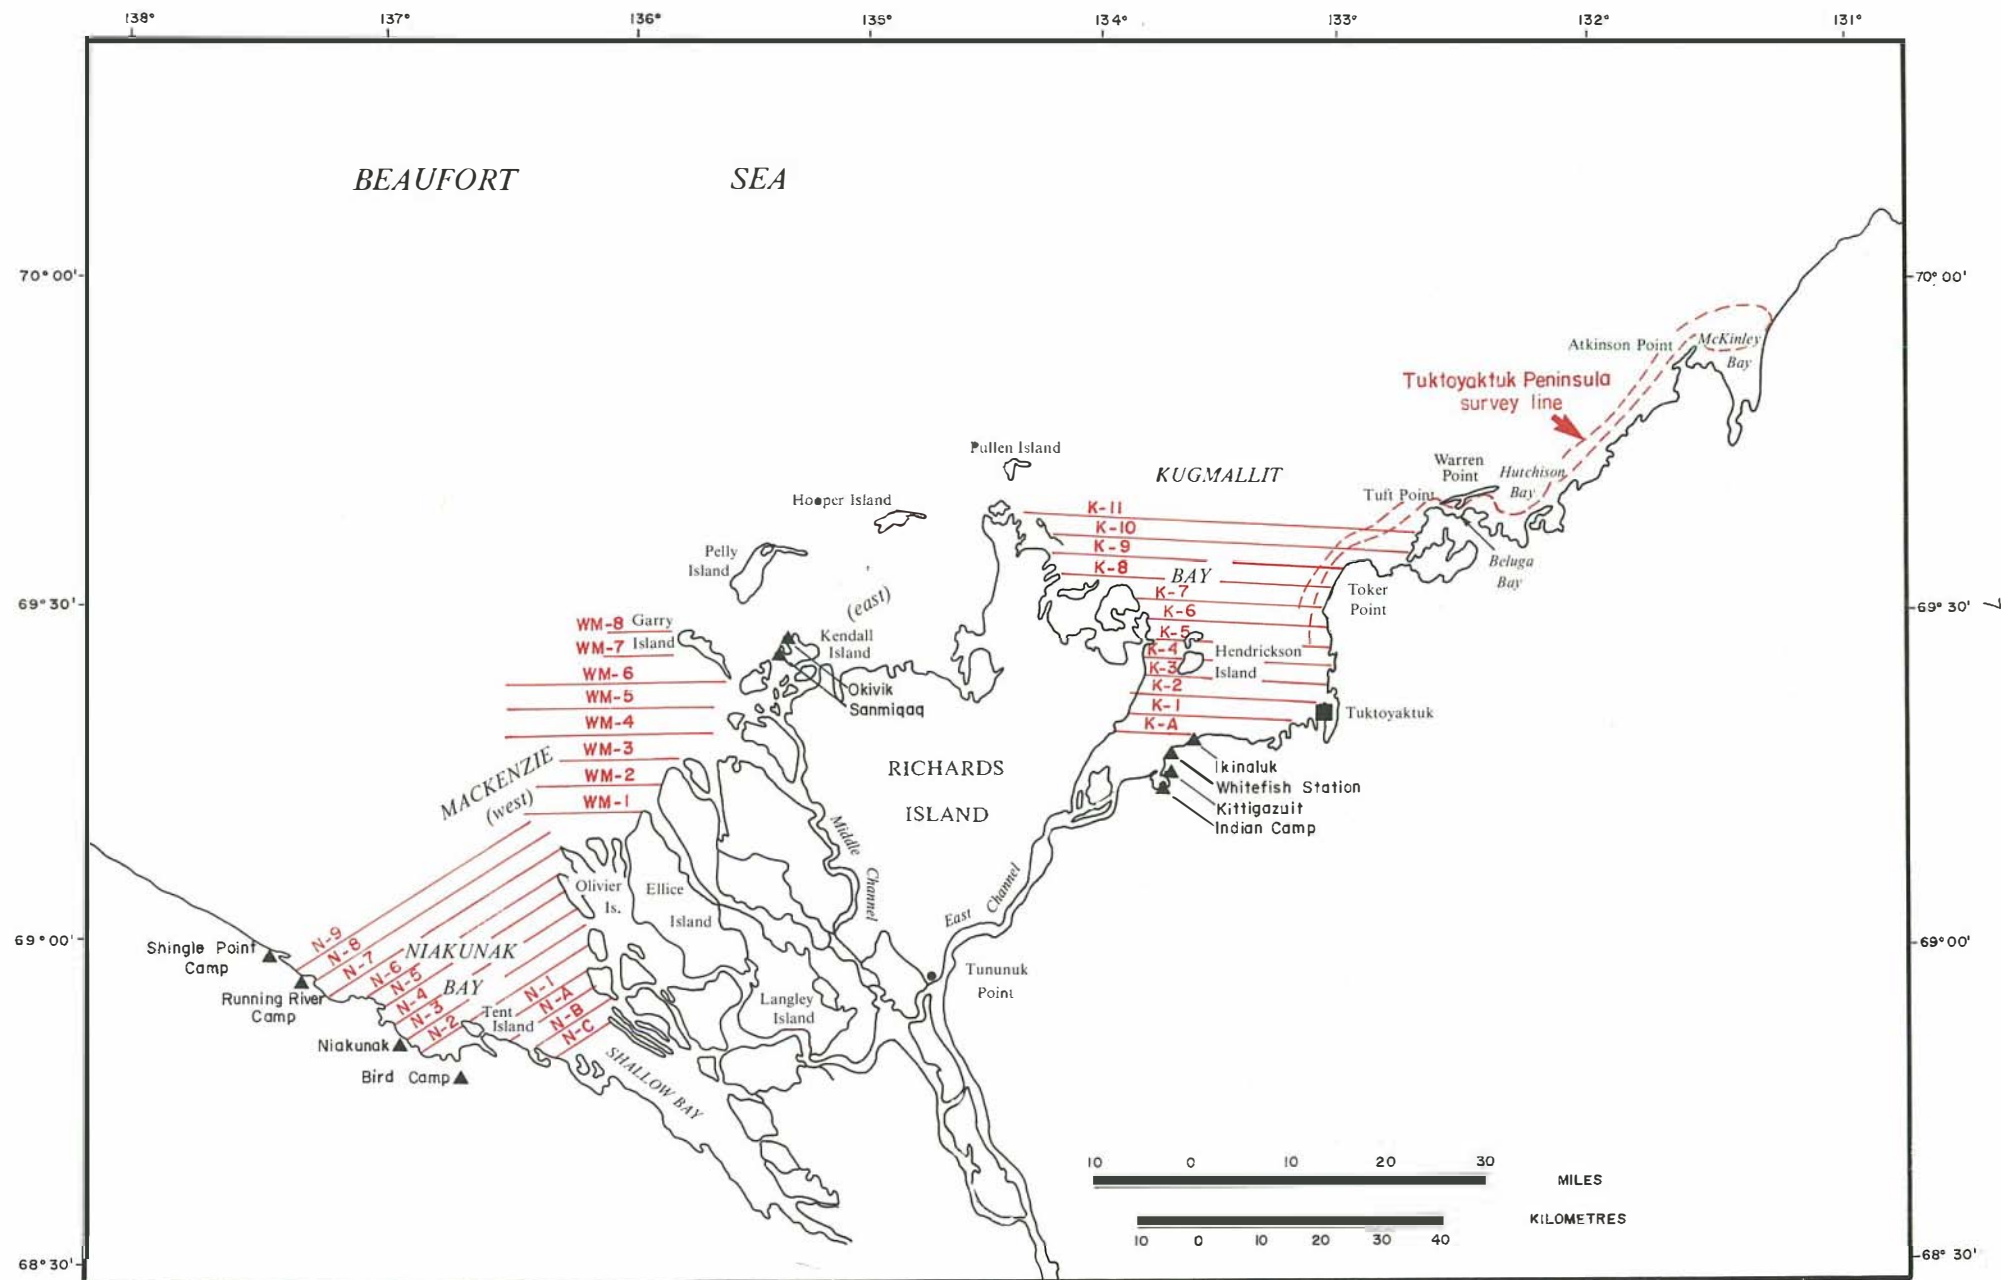 138° 137° 136° 135° 134° 133° 132° 131°
BEAUFORT SEA
70° 00' 70° 00'
Atkinson Point
McKinley
Bay
Tuktoyaktuk Peninsula
survey line
Pullen Island
KUGMALLIT
Warren
Point
Hutchison
Bay
Hooper Island
Tuft Point
K-11
K-10
K-9
K-8
BAY
K-7
K-6
K-5
K-4
K-3
K-2
K-1
K-A
Beluga
Bay
Pelly
Island
Toker
Point
69° 30' 69° 30'
7
(east)
WM-8
WM-7
WM-6
WM-5
WM-4
WM-3
WM-2
WM-1
Garry
Island
Kendall
Island
Hendrickson
Island
Okivik
Sanmiqaq
Tuktoyaktuk
MACKENZIE
(west)
RICHARDS
ISLAND
Ikinaluk
Whitefish Station
Kittigazuit
Indian Camp
Middle
Channel
East Channel
Olivier
Is.
Ellice
Island
69° 00' 69° 00'
Shingle Point
Camp
Running River
Camp
N-9
N-8
N-7
N-6
N-5
N-4
N-3
N-2
N-1
N-A
N-B
N-C
NIAKUNAK
BAY
Tent
Island
Tununuk
Point
Langley
Island
Niakunak
Bird Camp
SHALLOW BAY
10 0 10 20 30
MILES
KILOMETRES
10 0 10 20 30 40
68° 30' 68° 30'